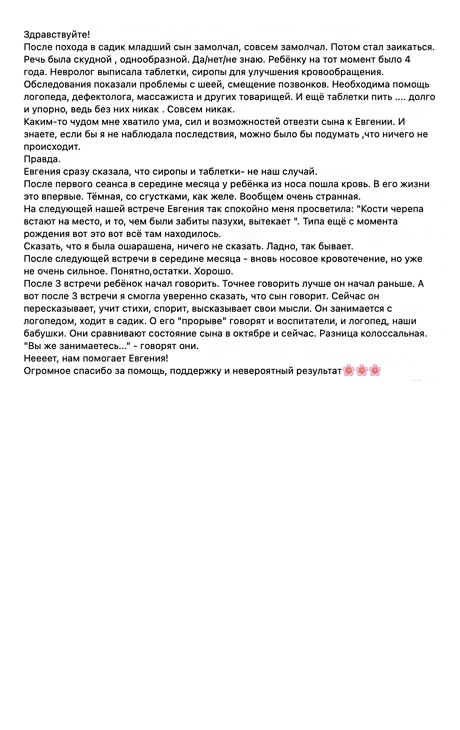 Здравствуйте!
После похода в садик младший сын замолчал, совсем замолчал. Потом стал заикаться.
Речь была скудной , однообразной. Да/нет/не знаю. Ребёнку на тот момент было 4
года. Невролог выписала таблетки, сиропы для улучшения кровообращения.
Обследования показали проблемы с шеей, смещение позвонков. Необходима помощь
логопеда, дефектолога, массажиста и других товарищей. И ещё таблетки пить .... долго
и упорно, ведь без них никак . Совсем никак.
Каким-то чудом мне хватило ума, сил и возможностей отвезти сына к Евгении. И
знаете, если бы я не наблюдала последствия, можно было бы подумать ,что ничего не
происходит.
Правда.
Евгения сразу сказала, что сиропы и таблетки- не наш случай.
После первого сеанса в середине месяца у ребёнка из носа пошла кровь. В его жизни
это впервые. Тёмная, со сгустками, как желе. Вообщем очень странная.
На следующей нашей встрече Евгения так спокойно меня просветила: "Кости черепа
встают на место, и то, чем были забиты пазухи, вытекает ". Типа ещё с момента
рождения вот это вот всё там находилось.
Сказать, что я была ошарашена, ничего не сказать. Ладно, так бывает.
После следующей встречи в середине месяца - вновь носовое кровотечение, но уже
не очень сильное. Понятно,остатки. Хорошо.
После 3 встречи ребёнок начал говорить. Точнее говорить лучше он начал раньше. А
вот после 3 встречи я смогла уверенно сказать, что сын говорит. Сейчас он
пересказывает, учит стихи, спорит, высказывает свои мысли. Он занимается с
логопедом, ходит в садик. О его "прорыве" говорят и воспитатели, и логопед, наши
бабушки. Они сравнивают состояние сына в октябре и сейчас. Разница колоссальная.
"Вы же занимаетесь..." - говорят они.
Неееет, нам помогает Евгения!
Огромное спасибо за помощь, поддержку и невероятный результат🌸🌸🌸